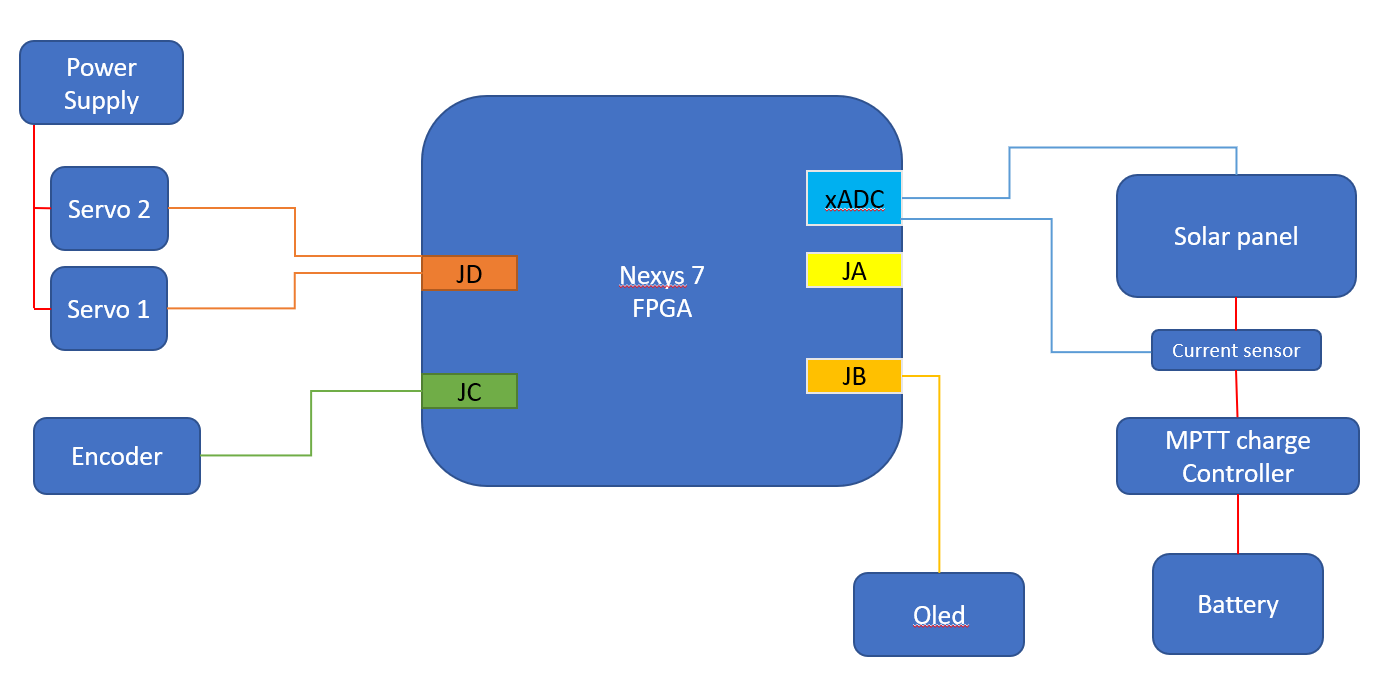 Power
Supply
Servo 2
Servo 1
Encoder
JD
JC
Nexys 7
FPGA
xADC
JA
JB
Oled
Solar panel
Current sensor
MPTT charge
Controller
Battery